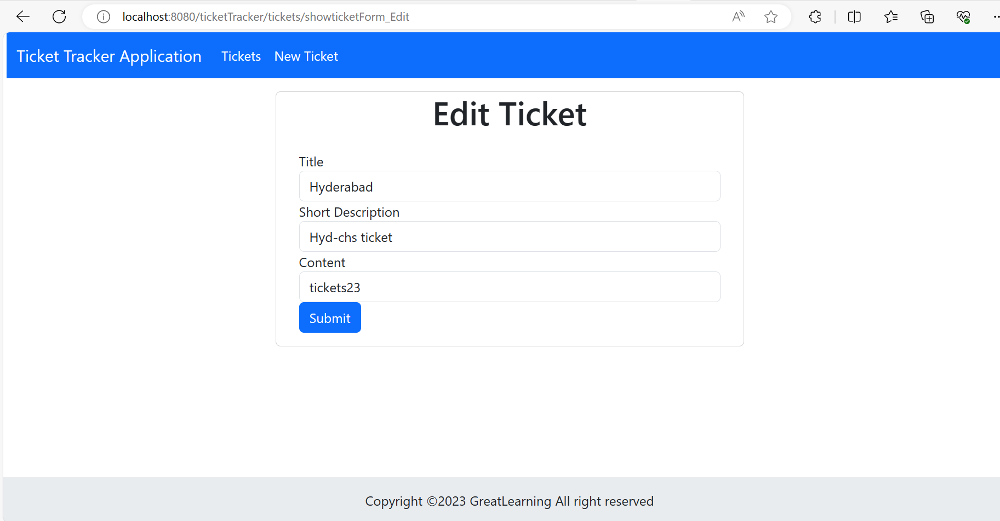 localhost:8080/ticketTracker/tickets/showticketForm_Edit
Ticket Tracker Application Tickets New Ticket
Edit Ticket
Title
Hyderabad
Short Description
Hyd-chs ticket
Content
tickets23
Submit
Copyright ©2023 GreatLearning All right reserved